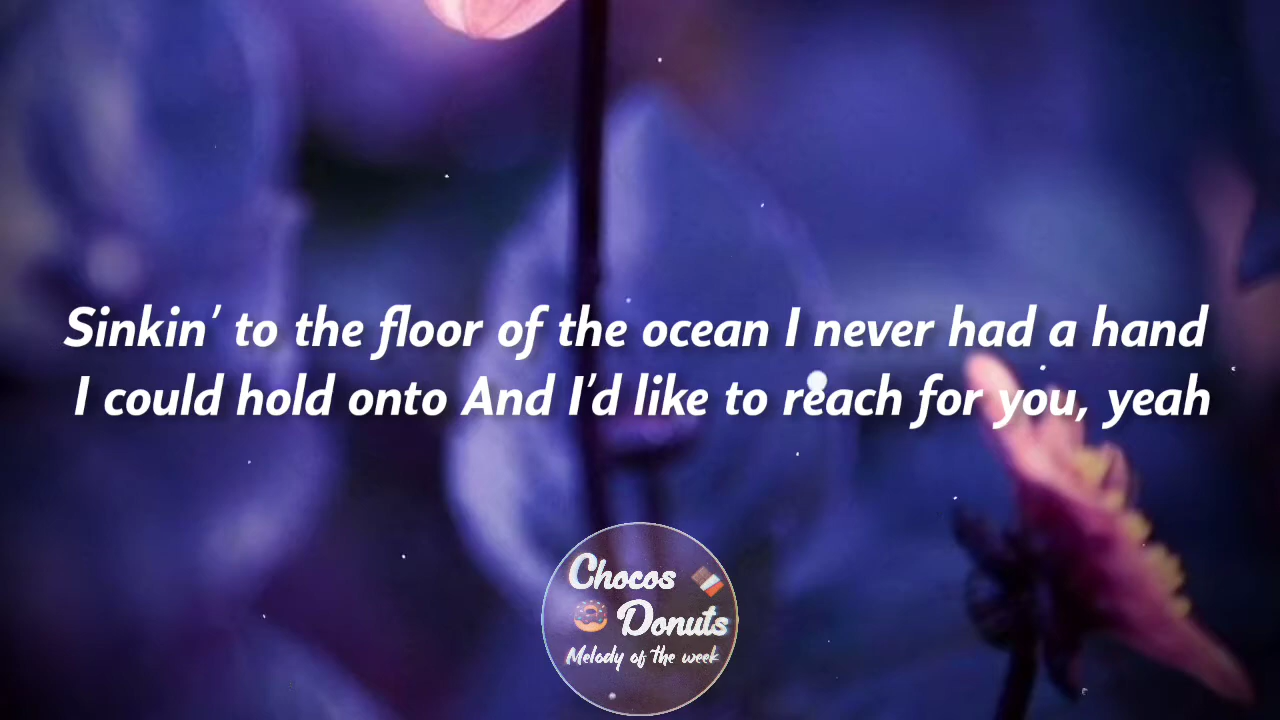 Sinkin’ to the floor of the ocean I never had a hand
I could hold onto And I’d like to reach for you, yeah
Chocos
Donuts
Melody of the week